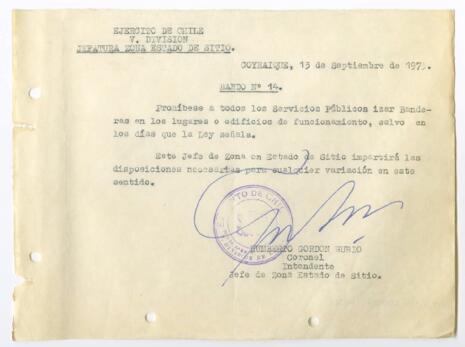 EJERCITO DE CHILE
V. DIVISION
JEFATURA ZONA ESTADO DE SITIO.
COYHAIQUE, 13 de Septiembre de 1973.
BANDO Nº 14.
Prohíbese a todos los Servicios Públicos izar Bande-
ras en los lugares o edificios de funcionamiento, salvo en
los días que la Ley señala.
Este Jefe de Zona en Estado de Sitio impartirá las
disposiciones necesarias para cualquier variación en este
sentido.
HUMBERTO GORDON RUBIO
Coronel
Intendente
Jefe de Zona Estado de Sitio.